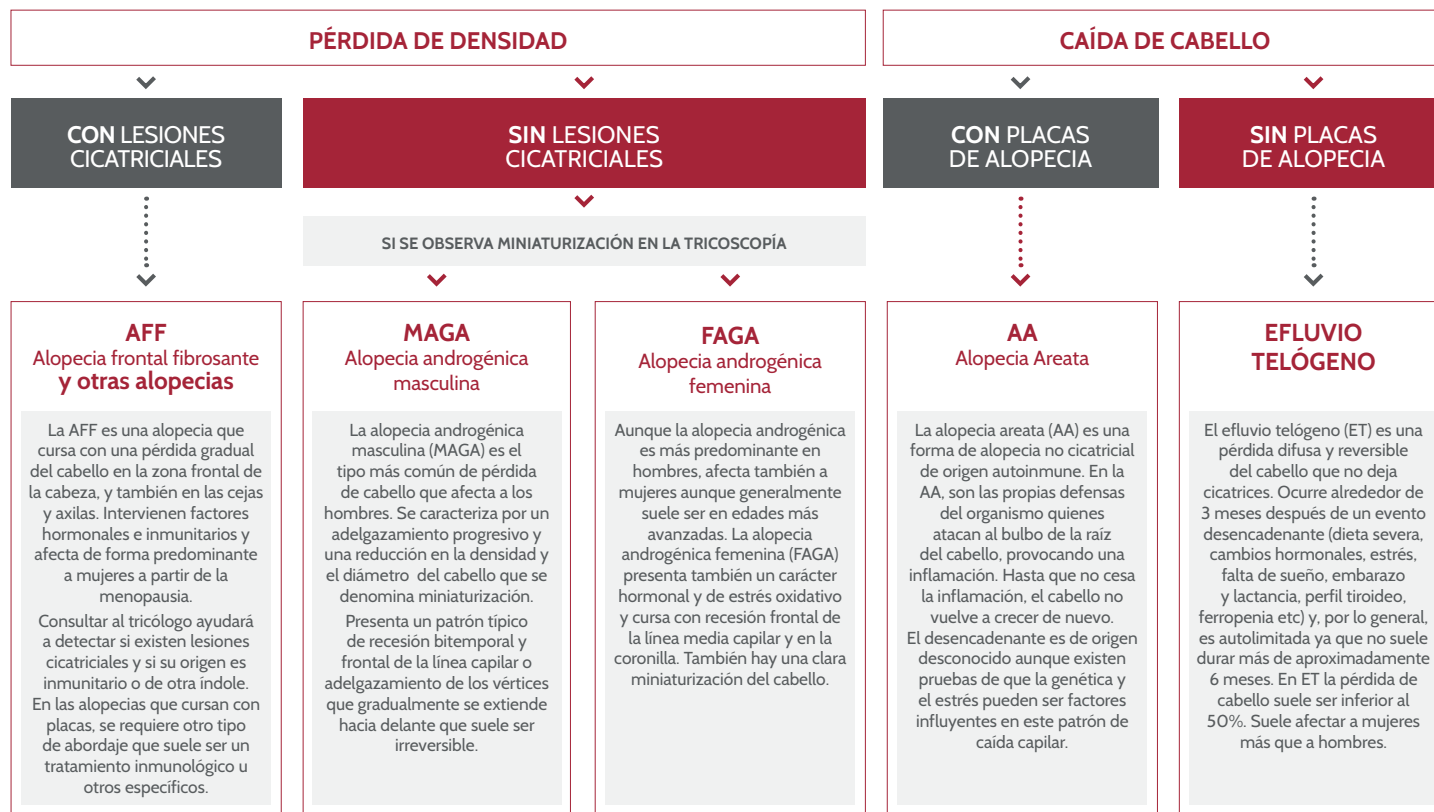 PÉRDIDA DE DENSIDAD
CAÍDA DE CABELLO
CON LESIONES
CICATRICIALES
SIN LESIONES
CICATRICIALES
CON PLACAS
DE ALOPECIA
SIN PLACAS
DE ALOPECIA
SI SE OBSERVA MINIATURIZACIÓN EN LA TRICOSCOPÍA
AFF
Alopecia frontal fibrosante
y otras alopecias
La AFF es una alopecia que
cursa con una pérdida gradual
del cabello en la zona frontal de
la cabeza, y también en las cejas
y axilas. Intervienen factores
hormonales e inmunitarios y
afecta de forma predominante
a mujeres a partir de la
menopausia.
Consultar al tricólogo ayudará
a detectar si existen lesiones
cicatriciales y si su origen es
inmunitario o de otra índole.
En las alopecias que cursan con
placas, se requiere otro tipo
de abordaje que suele ser un
tratamiento inmunológico u
otros específicos.
MAGA
Alopecia androgénica
masculina
La alopecia androgénica
masculina (MAGA) es el
tipo más común de pérdida
de cabello que afecta a los
hombres. Se caracteriza por un
adelgazamiento progresivo y
una reducción en la densidad y
el diámetro del cabello que se
denomina miniaturización.
Presenta un patrón típico
de recesión bitemporal y
frontal de la línea capilar o
adelgazamiento de los vértices
que gradualmente se extiende
hacia delante que suele ser
irreversible.
FAGA
Alopecia androgénica
femenina
Aunque la alopecia androgénica
es más predominante en
hombres, afecta también a
mujeres aunque generalmente
suele ser en edades más
avanzadas. La alopecia
androgénica femenina (FAGA)
presenta también un carácter
hormonal y de estrés oxidativo
y cursa con recesión frontal de
la línea media capilar y en la
coronilla. También hay una clara
miniaturización del cabello.
AA
Alopecia Areata
La alopecia areata (AA) es una
forma de alopecia no cicatricial
de origen autoinmune. En la
AA, son las propias defensas
del organismo quienes
atacan al bulbo de la raíz
del cabello, provocando una
inflamación. Hasta que no cesa
la inflamación, el cabello no
vuelve a crecer de nuevo.
El desencadenante es de origen
desconocido aunque existen
pruebas de que la genética y
el estrés pueden ser factores
influyentes en este patrón de
caída capilar.
EFLUVIO
TELÓGENO
El efluvio telógeno (ET) es una
pérdida difusa y reversible
del cabello que no deja
cicatrices. Ocurre alrededor de
3 meses después de un evento
desencadenante (dieta severa,
cambios hormonales, estrés,
falta de sueño, embarazo
y lactancia, perfil tiroideo,
ferropenia etc) y, por lo general,
es autolimitada ya que no suele
durar más de aproximadamente
6 meses. En ET la pérdida de
cabello suele ser inferior al
50%. Suele afectar a mujeres
más que a hombres.